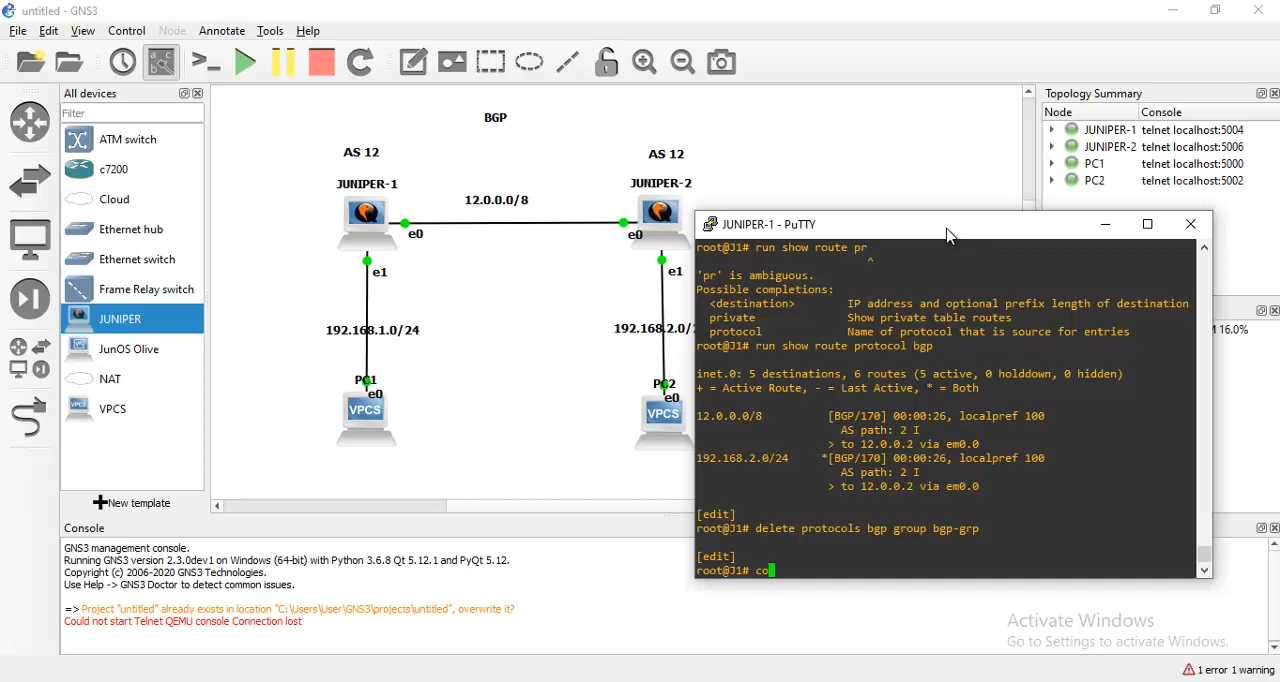 untitled - GNS3
File Edit View Control Node Annotate Tools Help
All devices
Filter
ATM switch
c7200
Cloud
Ethernet hub
Ethernet switch
Frame Relay switch
JUNIPER
JunOS Olive
NAT
VPCS
New template
BGP
AS 12
AS 12
JUNIPER-1
JUNIPER-2
12.0.0.0/8
e0
e0
e1
e1
192.168.1.0/24
192.168.2.0/
PC1
e0
VPCS
PC2
e0
VPCS
Topology Summary
Node Console
JUNIPER-1 telnet localhost:5004
JUNIPER-2 telnet localhost:5006
PC1 telnet localhost:5000
PC2 telnet localhost:5002
16.0%
JUNIPER-1 - PuTTY
root@J1# run show route pr
^
'pr' is ambiguous.
Possible completions:
<destination> IP address and optional prefix length of destination
private Show private table routes
protocol Name of protocol that is source for entries
root@J1# run show route protocol bgp
inet.0: 5 destinations, 6 routes (5 active, 0 holddown, 0 hidden)
+ = Active Route, - = Last Active, * = Both
12.0.0.0/8 [BGP/170] 00:00:26, localpref 100
AS path: 2 I
> to 12.0.0.2 via em0.0
192.168.2.0/24 *[BGP/170] 00:00:26, localpref 100
AS path: 2 I
> to 12.0.0.2 via em0.0
[edit]
root@J1# delete protocols bgp group bgp-grp
[edit]
root@J1# co
Console
GNS3 management console.
Running GNS3 version 2.3.0dev1 on Windows (64-bit) with Python 3.6.8 Qt 5.12.1 and PyQt 5.12.
Copyright (c) 2006-2020 GNS3 Technologies.
Use Help -> GNS3 Doctor to detect common issues.
=> Project "untitled" already exists in location "C:\Users\User\GNS3\projects\untitled", overwrite it?
Could not start Telnet QEMU console Connection lost
Activate Windows
Go to Settings to activate Windows.
1 error 1 warning